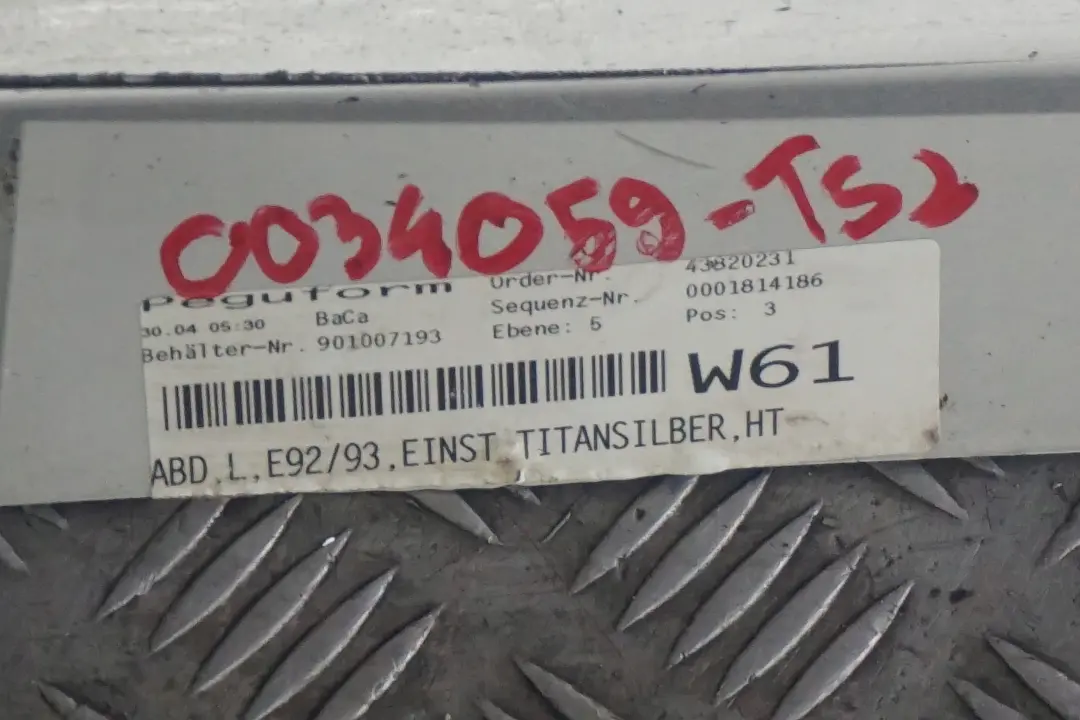 0034059-TS2
Peguform Order-Nr. 43820231
30.04 05:30 BaCa Sequenz-Nr. 0001814186
Behälter-Nr. 901007193 Ebene: 5 Pos: 3
W61
ABD.L.,E92/93,EINST TITANSILBER,HT